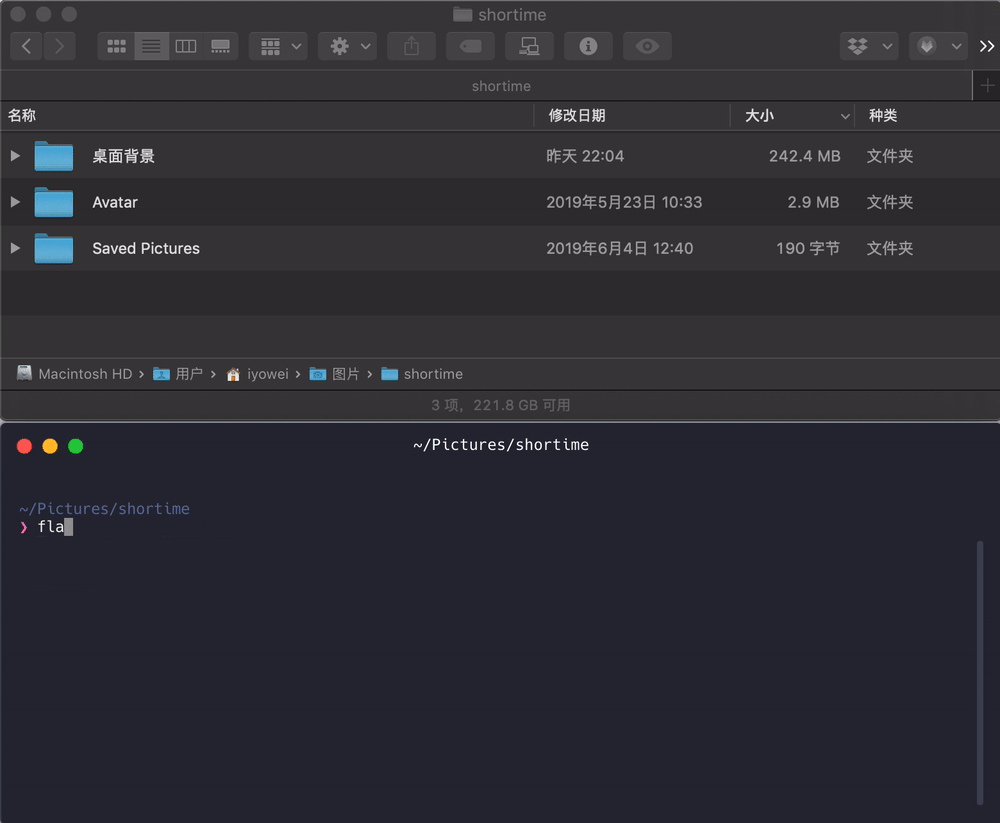 shortime
shortime
名称 修改日期 大小 种类
桌面背景 昨天 22:04 242.4 MB 文件夹
Avatar 2019年5月23日 10:33 2.9 MB 文件夹
Saved Pictures 2019年6月4日 12:40 190 字节 文件夹
Macintosh HD › 用户 › iyowei › 图片 › shortime
3 项，221.8 GB 可用
~/Pictures/shortime
~/Pictures/shortime
❯ fla